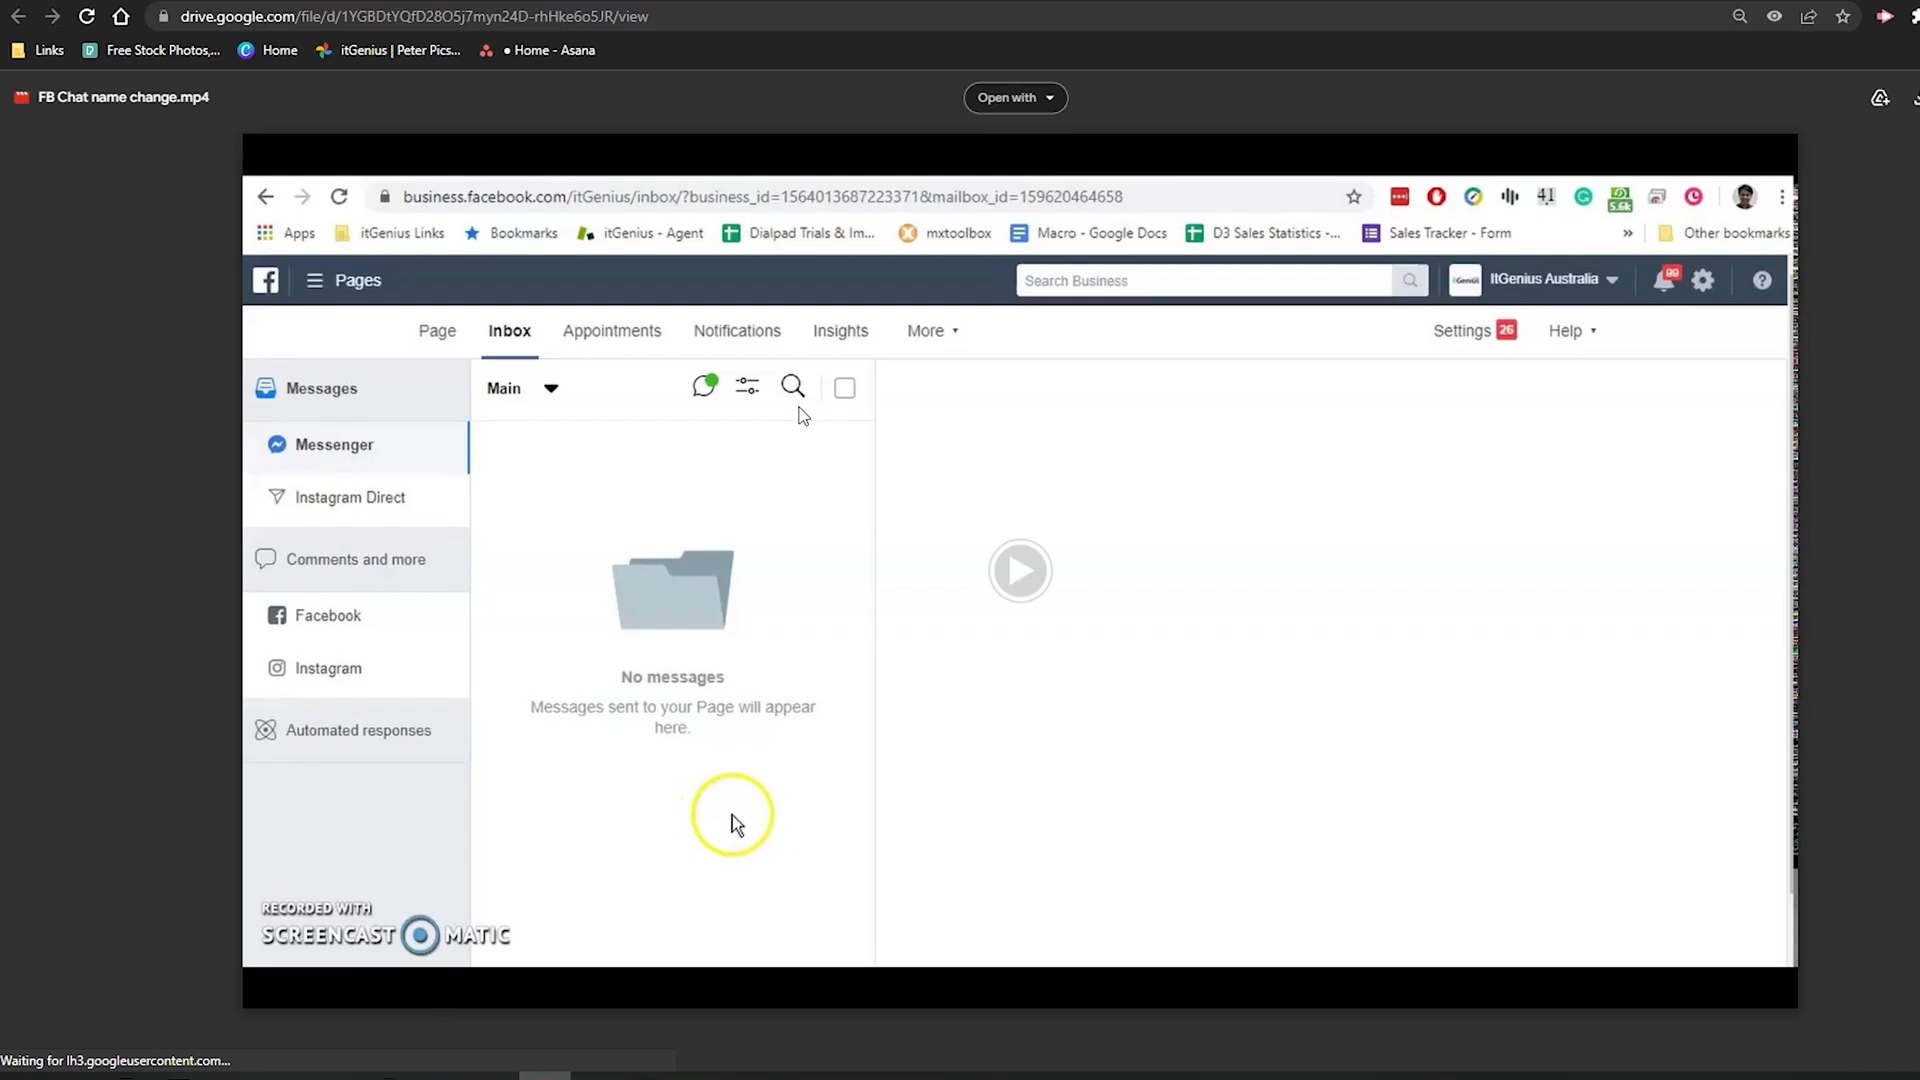 drive.google.com/file/d/1YGBDtYQfD28O5j7myn24D-rhHke6o5JR/view
Links Free Stock Photos,... Home itGenius | Peter Pics... • Home - Asana
FB Chat name change.mp4
Open with
business.facebook.com/itGenius/inbox/?business_id=1564013687223371&mailbox_id=159620464658
41 5.6k
Apps itGenius Links Bookmarks itGenius - Agent Dialpad Trials & Im... mxtoolbox Macro - Google Docs D3 Sales Statistics -... Sales Tracker - Form » Other bookmarks
Pages Search Business ItGenius Australia 99
Page Inbox Appointments Notifications Insights More Settings 26 Help
Messages
Main
Messenger
Instagram Direct
Comments and more
Facebook
Instagram
Automated responses
No messages
Messages sent to your Page will appear
here.
RECORDED WITH
SCREENCAST MATIC
Waiting for lh3.googleusercontent.com...